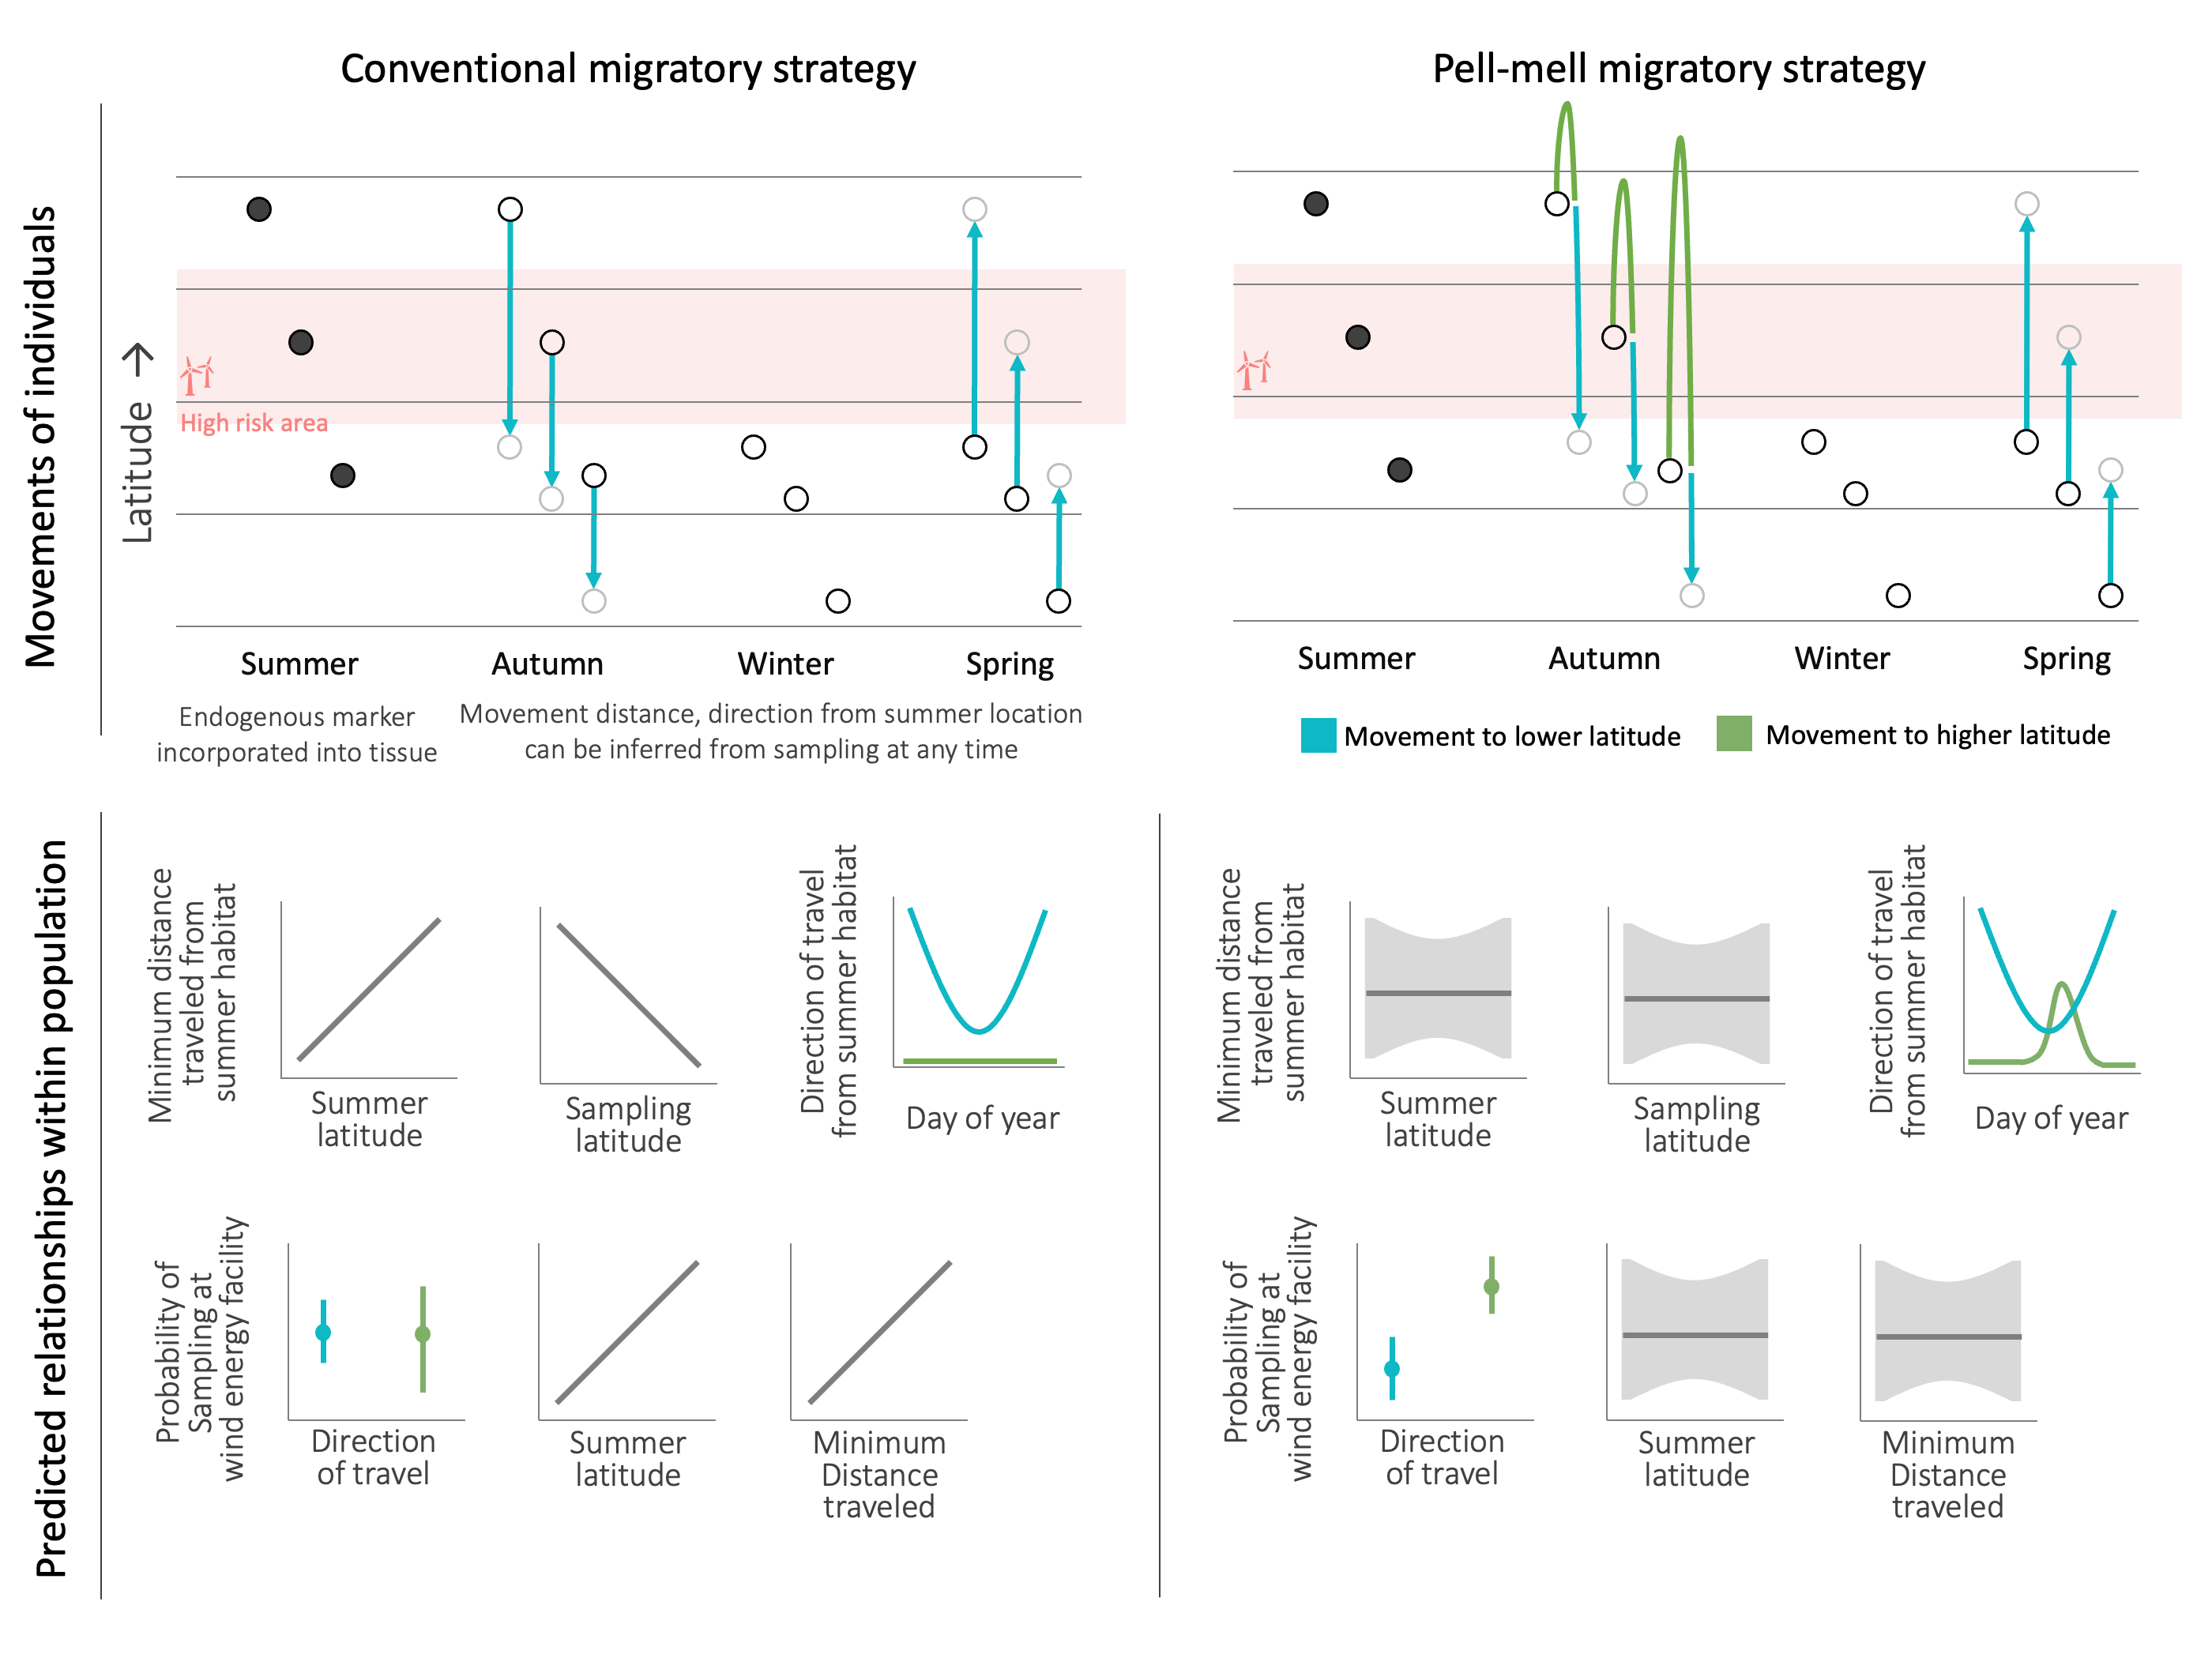 Conventional migratory strategy
Pell-mell migratory strategy
Movements of individuals
Latitude →
High risk area
Summer
Autumn
Winter
Spring
Summer
Autumn
Winter
Spring
Endogenous marker
incorporated into tissue
Movement distance, direction from summer location
can be inferred from sampling at any time
Movement to lower latitude
Movement to higher latitude
Predicted relationships within population
Minimum distance
traveled from
summer habitat
Summer
latitude
Sampling
latitude
Direction of travel
from summer habitat
Day of year
Minimum distance
traveled from
summer habitat
Summer
latitude
Sampling
latitude
Direction of travel
from summer habitat
Day of year
Probability of
Sampling at
wind energy facility
Direction
of travel
Summer
latitude
Minimum
Distance
traveled
Probability of
Sampling at
wind energy facility
Direction
of travel
Summer
latitude
Minimum
Distance
traveled